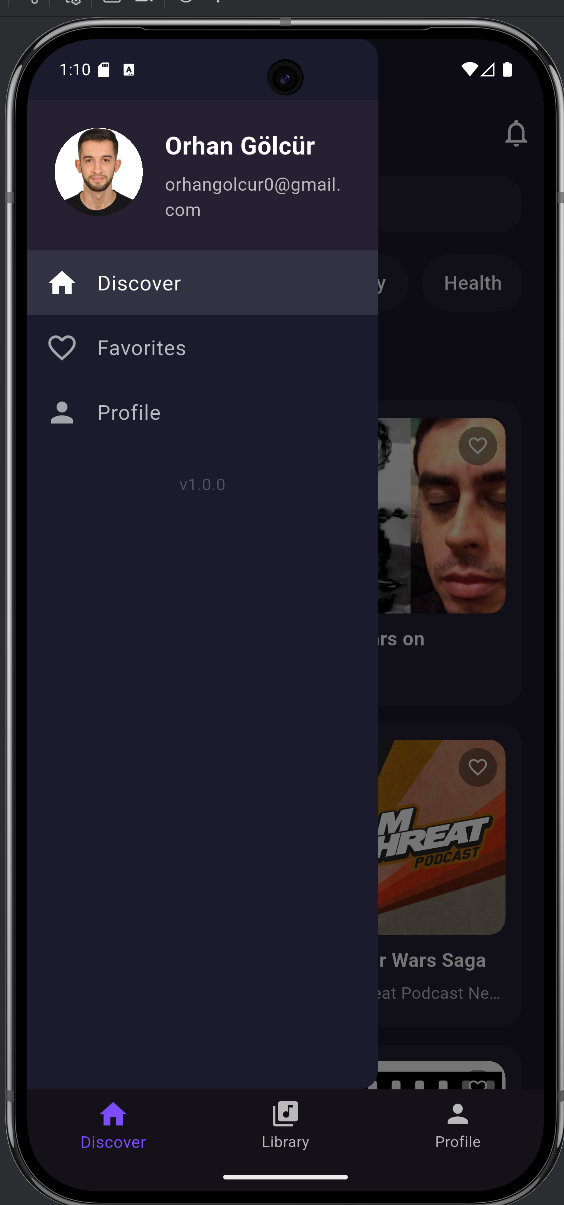 1:10
Orhan Gölcür
orhangolcur0@gmail.
com
Discover
y
Health
Favorites
Profile
v1.0.0
rs on
M
HREAT
PODCAST
r Wars Saga
eat Podcast Ne...
Discover
Library
Profile